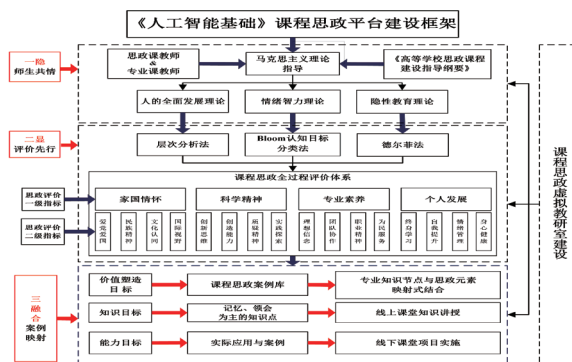 《人工智能基础》课程思政平台建设框架
一隐
师生共情
思政课教师
&
专业课教师
马克思主义理论
指导
《高等学校思政课程
建设指导纲要》
人的全面发展理论
情绪智力理论
隐性教育理论
二显
评价先行
层次分析法
Bloom认知目标
分类法
德尔菲法
课程思政全过程评价体系
思政评价
一级指标
家国情怀
科学精神
专业素养
个人发展
思政评价
二级指标
爱党爱国
民族精神
文化认同
国际视野
创新思维
创造能力
质疑精神
实践探索
理想信念
团队协作
职业精神
为民服务
终身学习
自我提升
情绪管理
身心健康
三融合
案例
映射
价值塑造
目标
课程思政案例库
专业知识节点与思政元素
映射式结合
知识目标
记忆、领会
为主的知识点
线上课堂知识讲授
能力目标
实际应用与案例
线下课堂项目实施
课程思政虚拟教研室建设